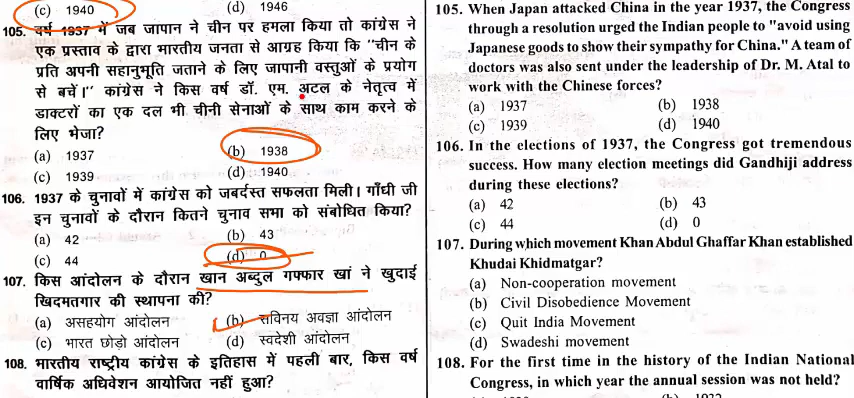 (c) 1940 (d) 1946
105. वर्ष 1937 में जब जापान ने चीन पर हमला किया तो कांग्रेस ने
एक प्रस्ताव के द्वारा भारतीय जनता से आग्रह किया कि "चीन के
प्रति अपनी सहानुभूति जताने के लिए जापानी वस्तुओं के प्रयोग
से बचें।" कांग्रेस ने किस वर्ष डॉ. एम. अटल के नेतृत्व में
डाक्टरों का एक दल भी चीनी सेनाओं के साथ काम करने के
लिए भेजा?
(a) 1937 (b) 1938
(c) 1939 (d) 1940
106. 1937 के चुनावों में कांग्रेस को जबर्दस्त सफलता मिली। गाँधी जी
इन चुनावों के दौरान कितने चुनाव सभा को संबोधित किया?
(a) 42 (b) 43
(c) 44 (d) 0
107. किस आंदोलन के दौरान खान अब्दुल गफ्फार खां ने खुदाई
खिदमतगार की स्थापना की?
(a) असहयोग आंदोलन (b) सविनय अवज्ञा आंदोलन
(c) भारत छोड़ो आंदोलन (d) स्वदेशी आंदोलन
108. भारतीय राष्ट्रीय कांग्रेस के इतिहास में पहली बार, किस वर्ष
वार्षिक अधिवेशन आयोजित नहीं हुआ?
105. When Japan attacked China in the year 1937, the Congress
through a resolution urged the Indian people to "avoid using
Japanese goods to show their sympathy for China." A team of
doctors was also sent under the leadership of Dr. M. Atal to
work with the Chinese forces?
(a) 1937 (b) 1938
(c) 1939 (d) 1940
106. In the elections of 1937, the Congress got tremendous
success. How many election meetings did Gandhiji address
during these elections?
(a) 42 (b) 43
(c) 44 (d) 0
107. During which movement Khan Abdul Ghaffar Khan established
Khudai Khidmatgar?
(a) Non-cooperation movement
(b) Civil Disobedience Movement
(c) Quit India Movement
(d) Swadeshi movement
108. For the first time in the history of the Indian National
Congress, in which year the annual session was not held?